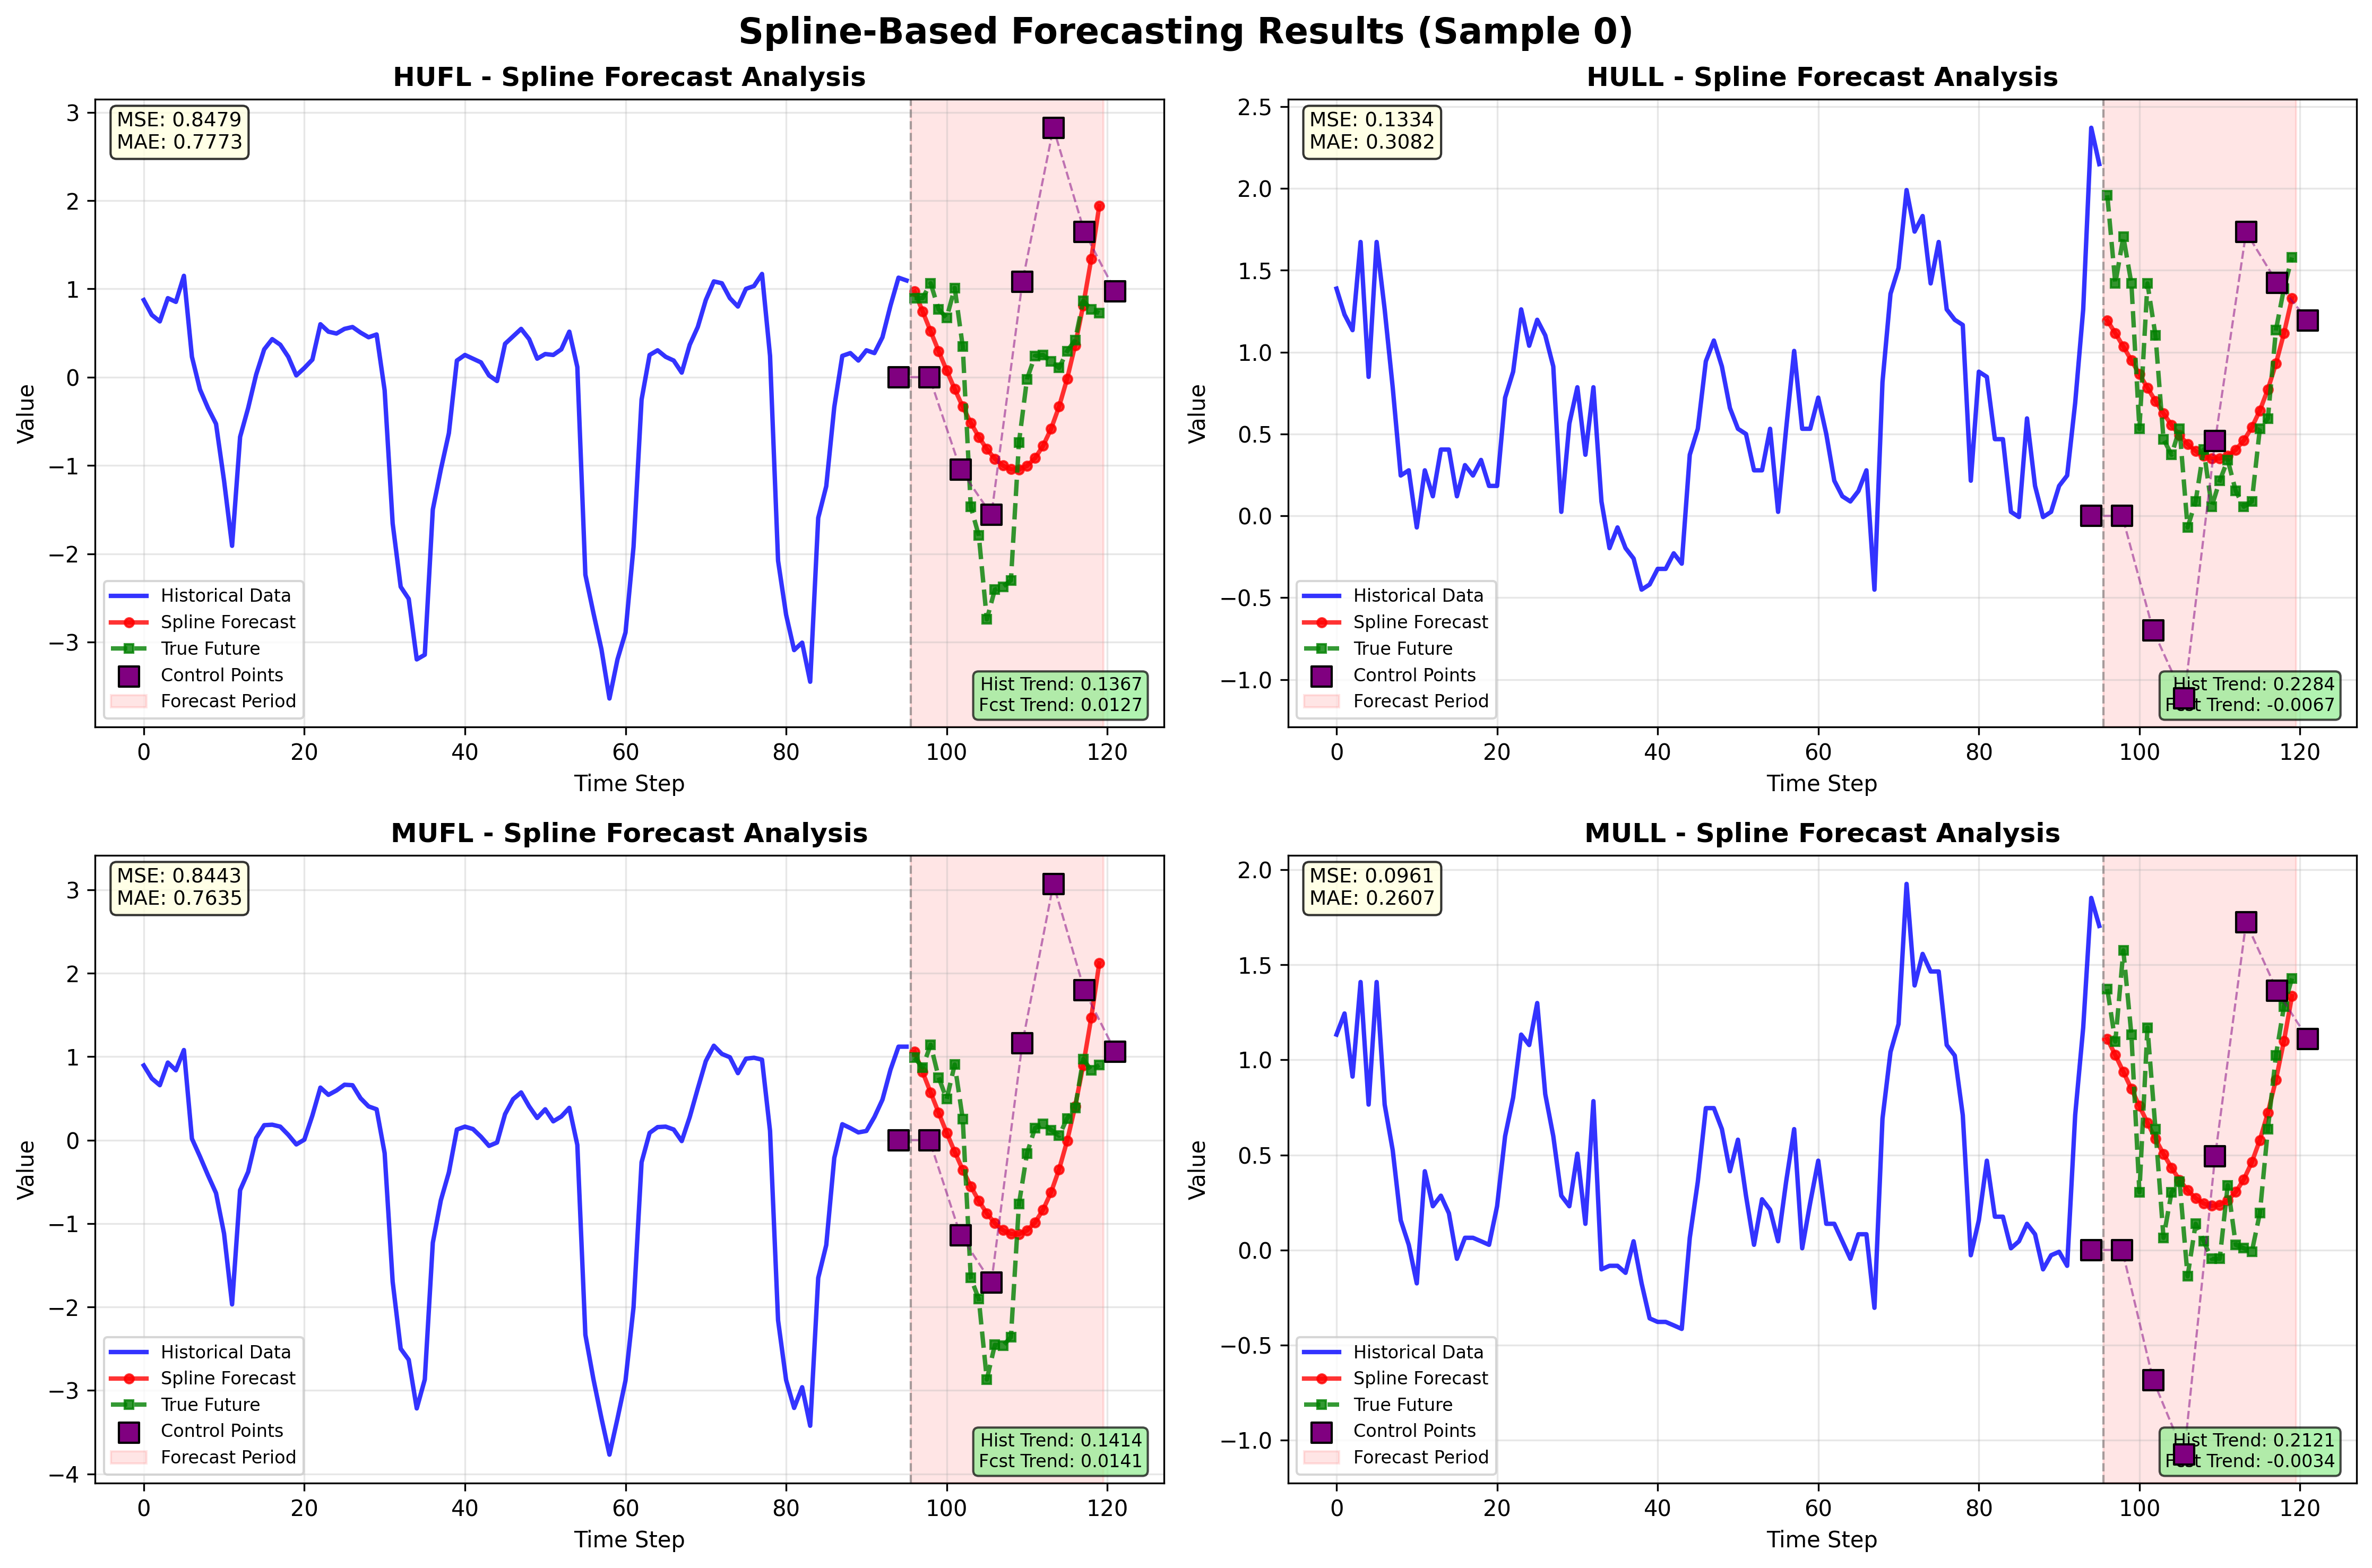 Spline-Based Forecasting Results (Sample 0)
HUFL - Spline Forecast Analysis
MSE: 0.8479
MAE: 0.7773
3
2
1
0
−1
−2
−3
Value
Historical Data
Spline Forecast
True Future
Control Points
Forecast Period
Hist Trend: 0.1367
Fcst Trend: 0.0127
0 20 40 60 80 100 120
Time Step
HULL - Spline Forecast Analysis
MSE: 0.1334
MAE: 0.3082
2.5
2.0
1.5
1.0
0.5
0.0
−0.5
−1.0
Value
Historical Data
Spline Forecast
True Future
Control Points
Forecast Period
Hist Trend: 0.2284
Trend: -0.0067
0 20 40 60 80 100 120
Time Step
MUFL - Spline Forecast Analysis
MSE: 0.8443
MAE: 0.7635
3
2
1
0
−1
−2
−3
−4
Value
Historical Data
Spline Forecast
True Future
Control Points
Forecast Period
Hist Trend: 0.1414
Fcst Trend: 0.0141
0 20 40 60 80 100 120
Time Step
MULL - Spline Forecast Analysis
MSE: 0.0961
MAE: 0.2607
2.0
1.5
1.0
0.5
0.0
−0.5
−1.0
Value
Historical Data
Spline Forecast
True Future
Control Points
Forecast Period
Hist Trend: 0.2121
Trend: -0.0034
0 20 40 60 80 100 120
Time Step